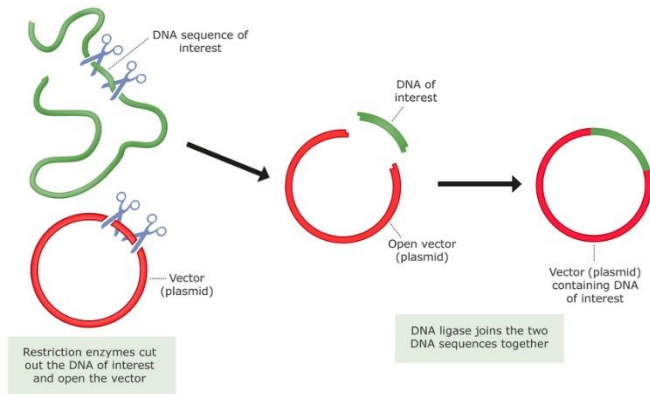 DNA sequence of
interest
Vector
(plasmid)
Restriction enzymes cut
out the DNA of interest
and open the vector
DNA of
interest
Open vector
(plasmid)
Vector (plasmid)
containing DNA
of interest
DNA ligase joins the two
DNA sequences together